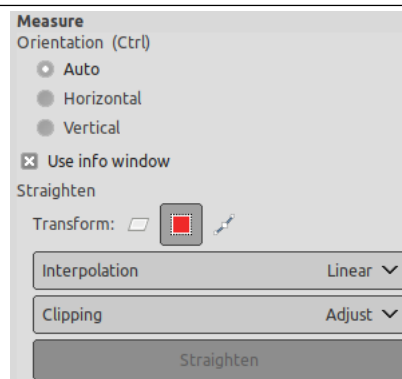 Measure
Orientation (Ctrl)
Auto
Horizontal
Vertical
Use info window
Straighten
Transform:
Interpolation Linear
Clipping Adjust
Straighten